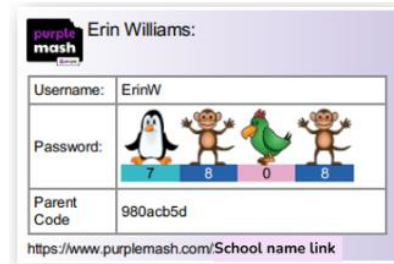 purple
mash
Erin Williams:
Username: ErinW
Password:
7 8 0 8
Parent
Code
980acb5d
https://www.purplemash.com/School name link